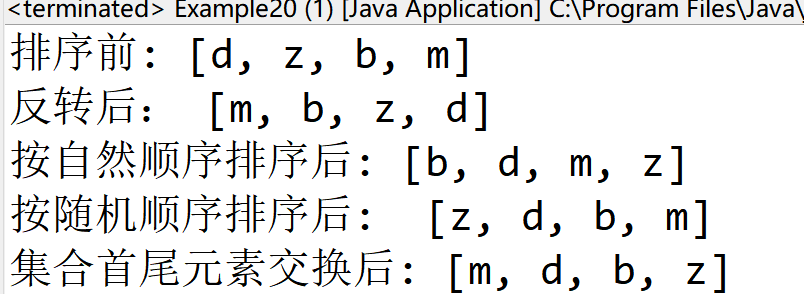 <terminated> Example20 (1) [Java Application] C:\Program Files\Java\
排序前: [d, z, b, m]
反转后： [m, b, z, d]
按自然顺序排序后: [b, d, m, z]
按随机顺序排序后： [z, d, b, m]
集合首尾元素交换后: [m, d, b, z]